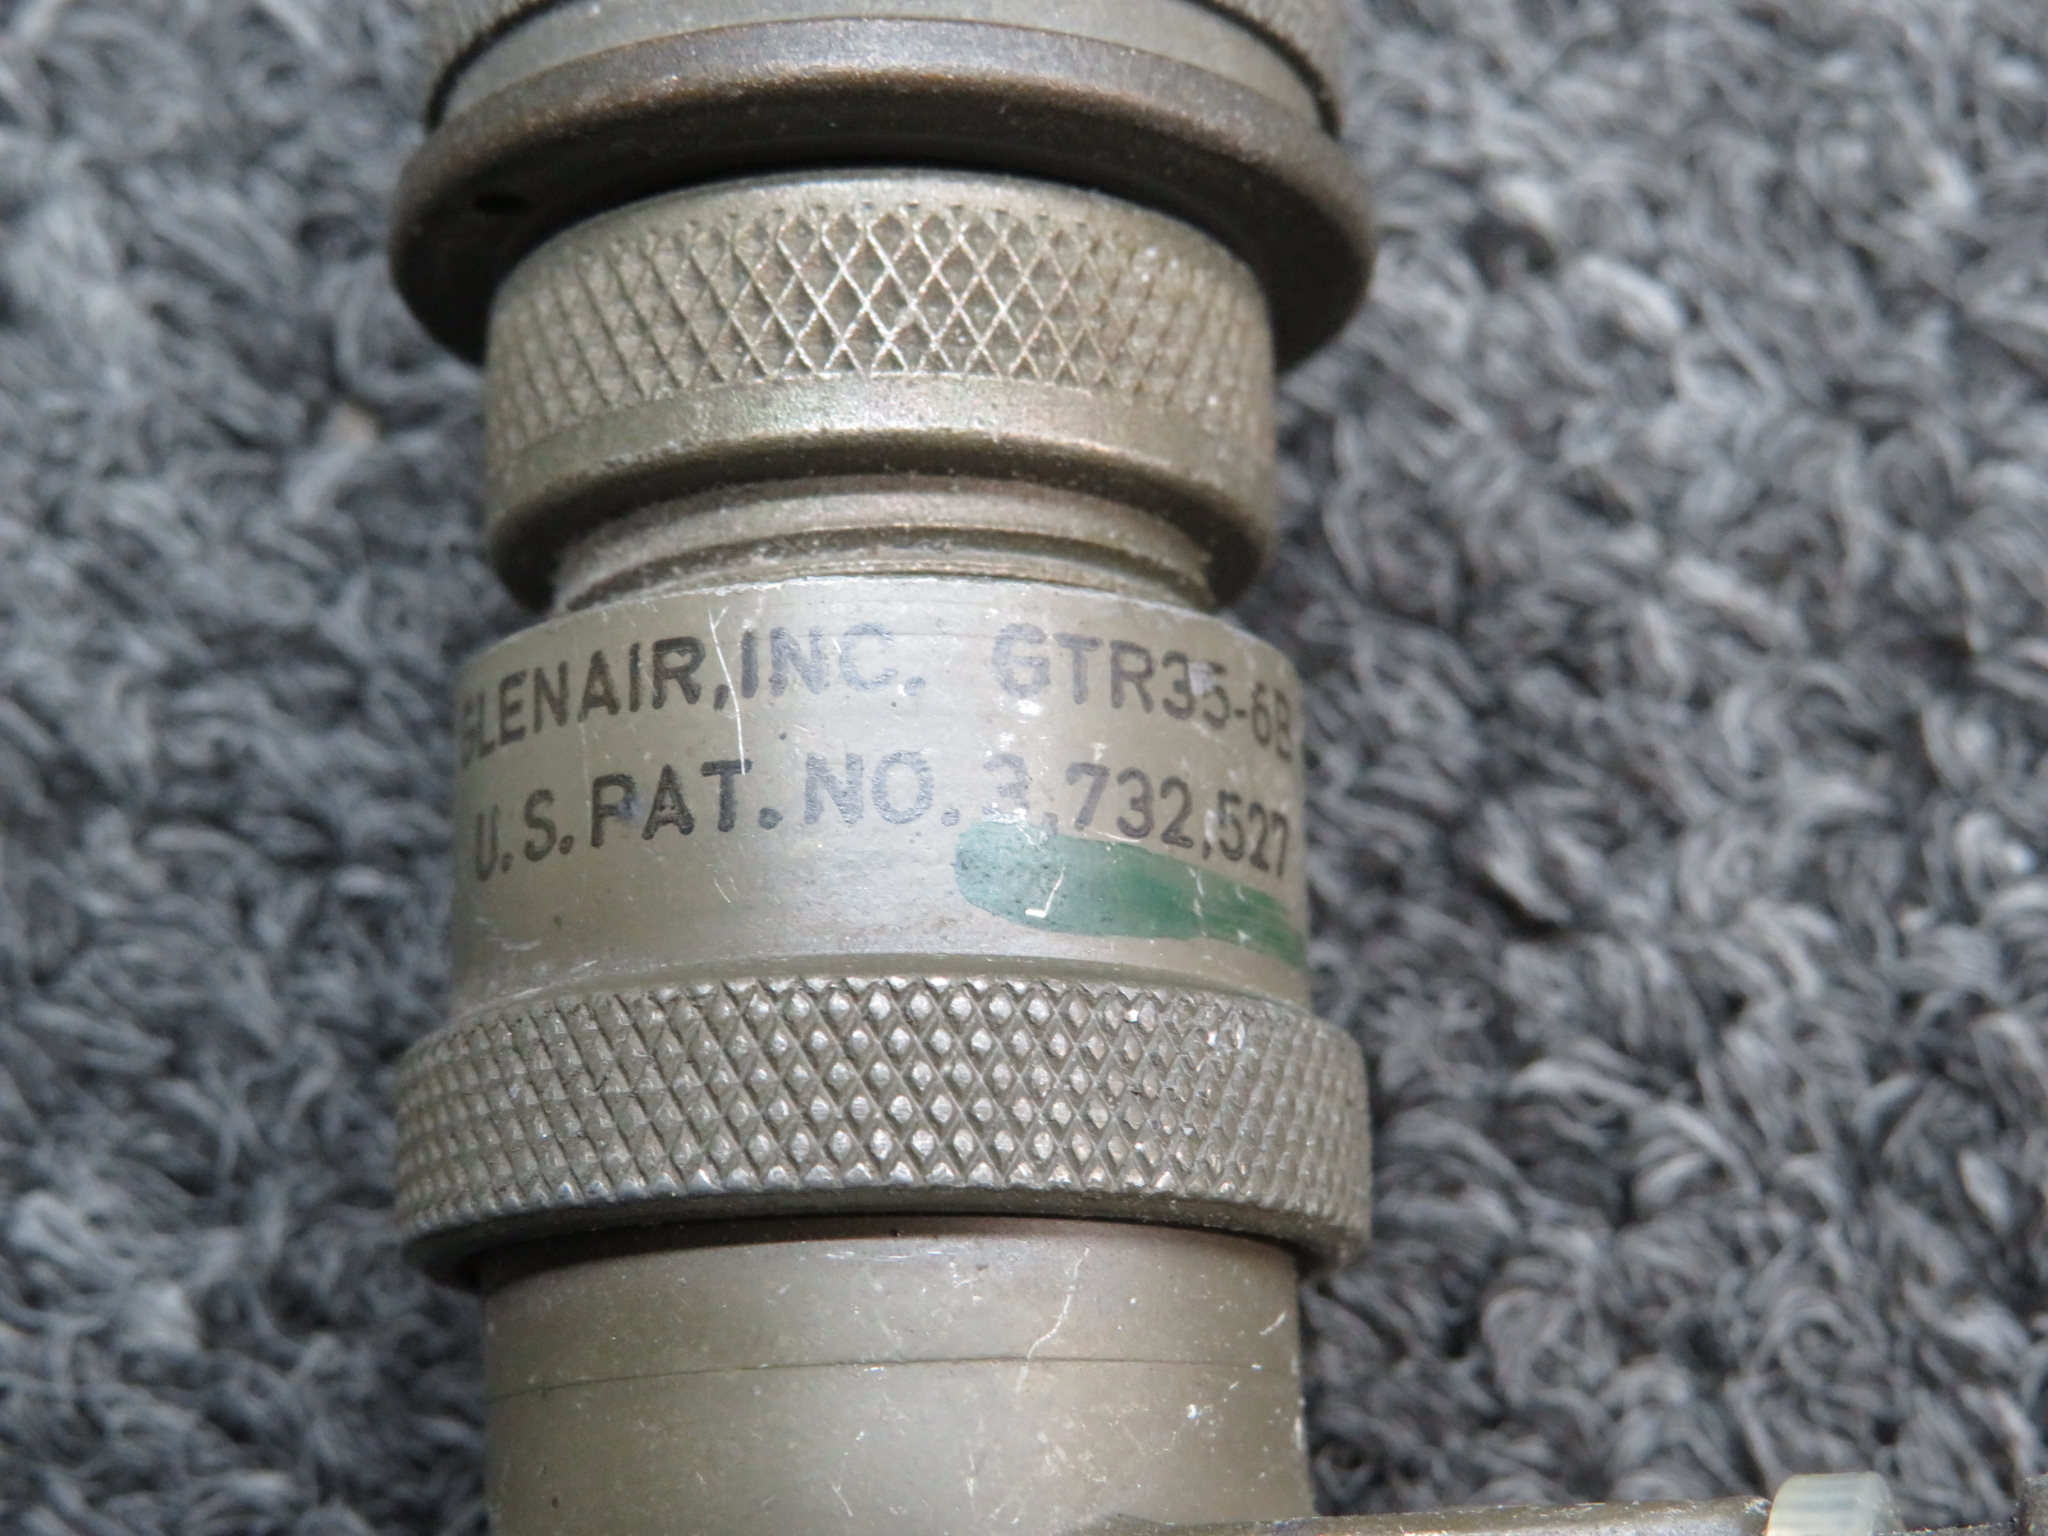 GLENAIR, INC. GTR35-6B
U.S. PAT. NO. 3,732,527